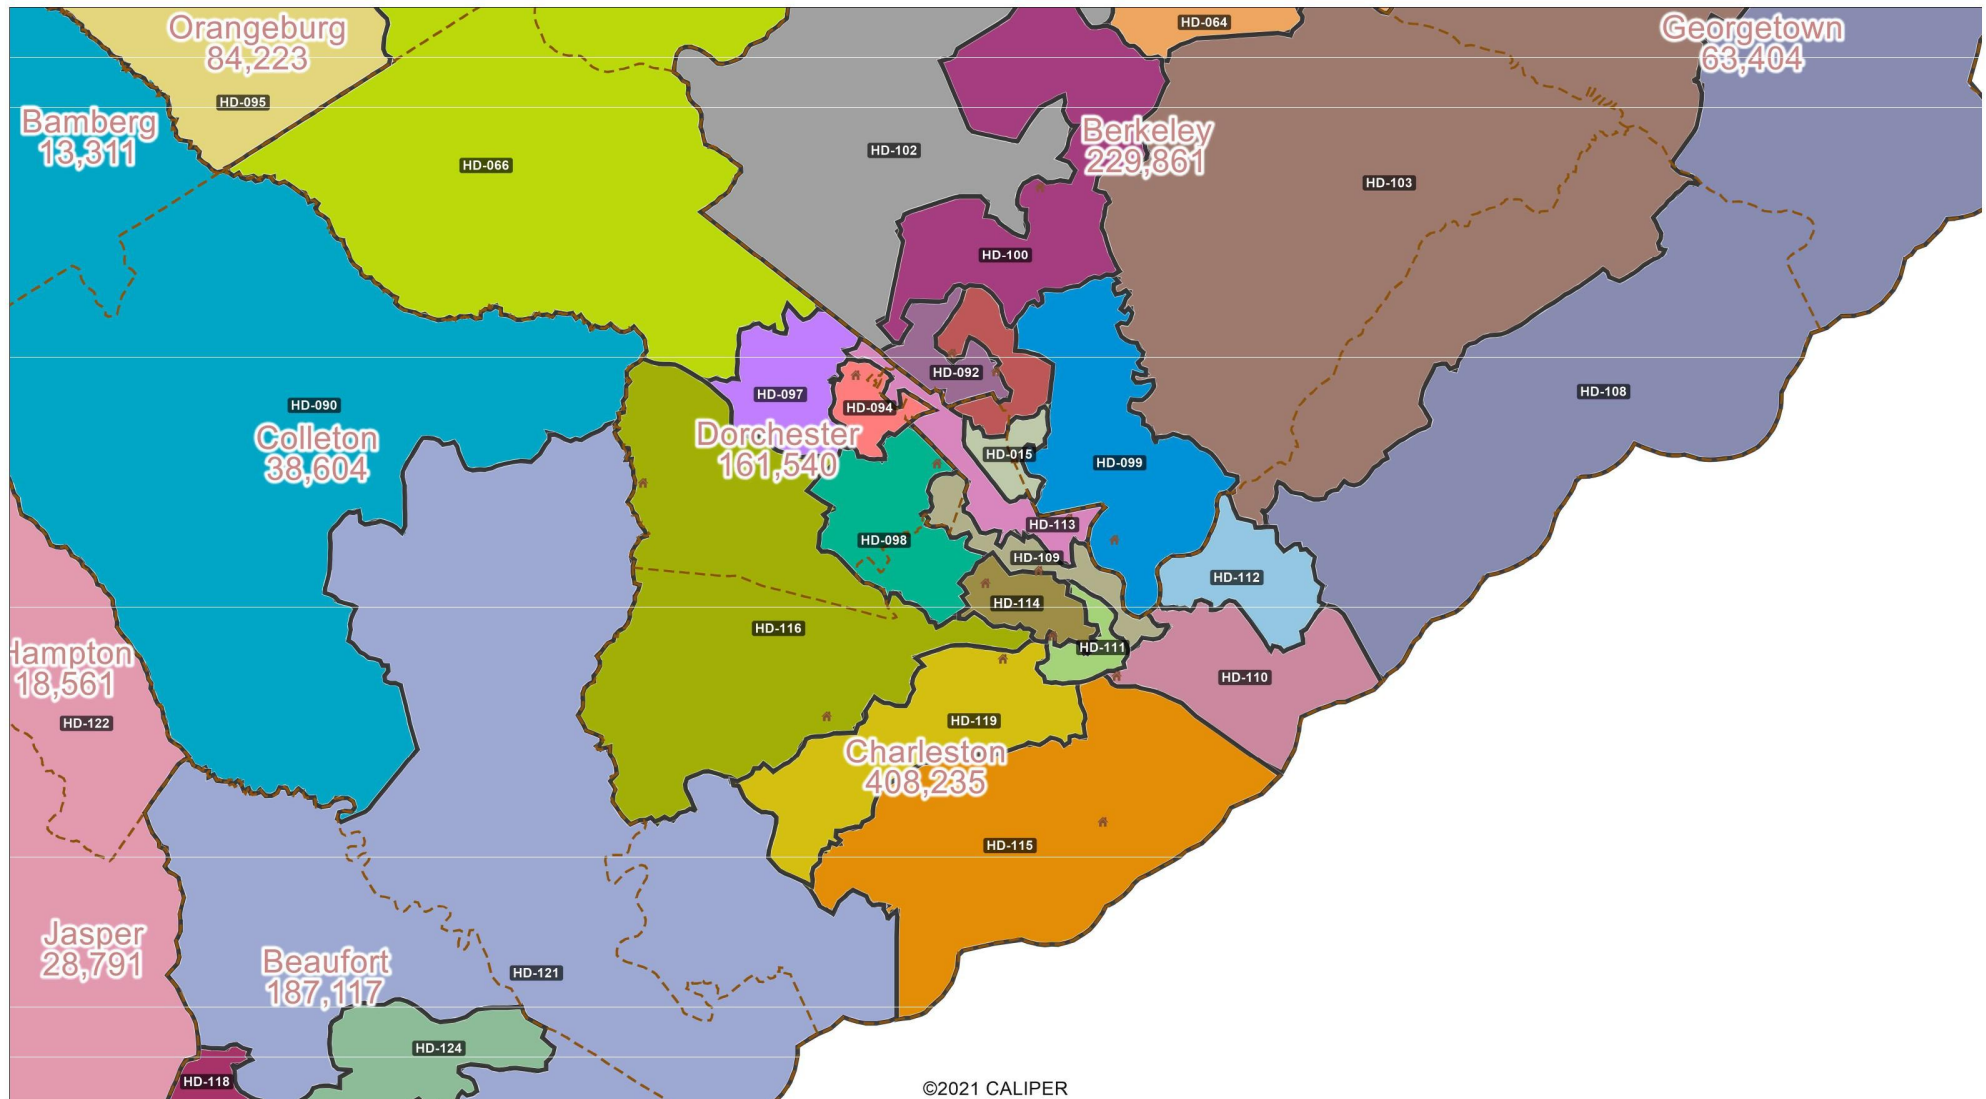 Orangeburg
84,223
HD-064
Georgetown
63,404
HD-095
Bamberg
13,311
Berkeley
229,861
HD-102
HD-066
HD-103
HD-100
HD-092
HD-097
HD-094
HD-108
HD-090
Colleton
38,604
Dorchester
161,540
HD-015
HD-099
HD-113
HD-098
HD-109
HD-112
HD-114
HD-116
HD-111
Hampton
18,561
HD-110
HD-122
HD-119
Charleston
408,235
HD-115
Jasper
28,791
Beaufort
187,117
HD-121
HD-124
HD-118
©2021 CALIPER